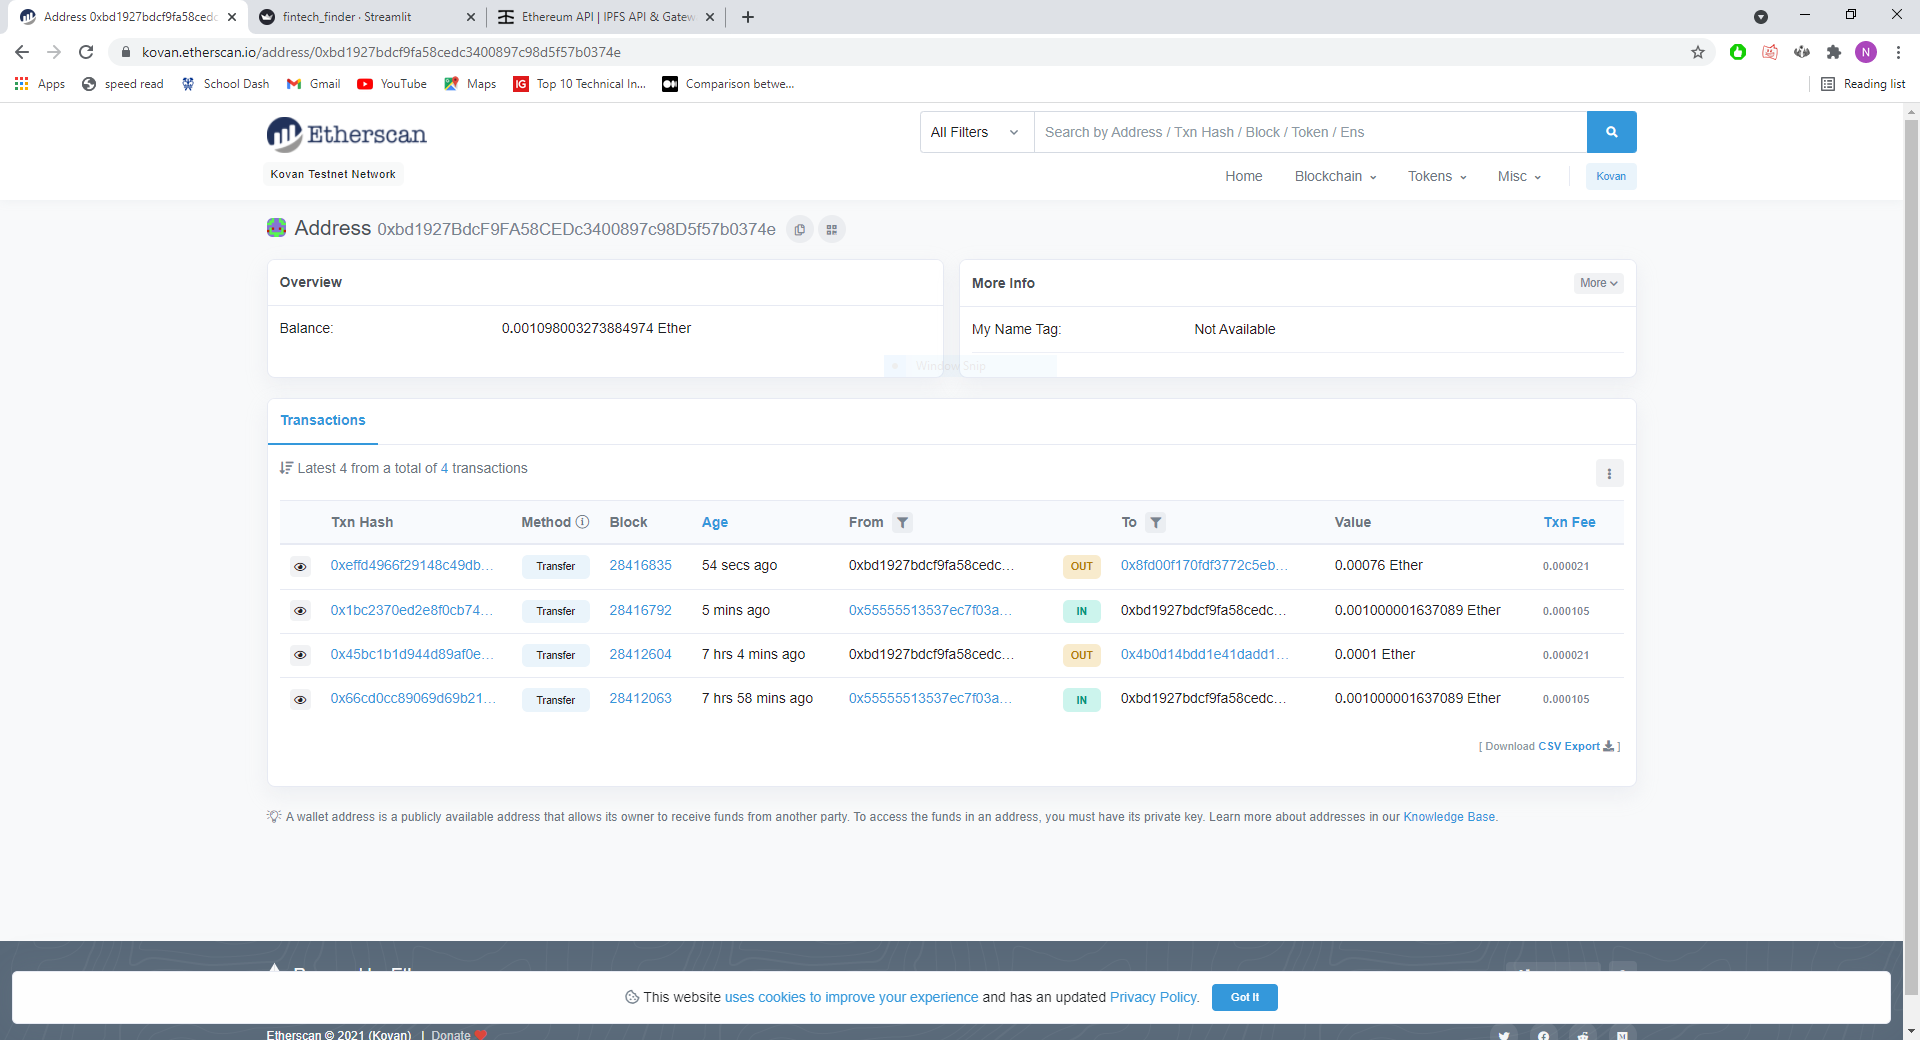 Address 0xbd1927bdcf9fa58cedc
fintech_finder · Streamlit
Ethereum API | IPFS API & Gatew
kovan.etherscan.io/address/0xbd1927bdcf9fa58cedc3400897c98d5f57b0374e
N
Apps
speed read
School Dash
Gmail
YouTube
Maps
IG Top 10 Technical In...
Comparison betwe...
Reading list
Etherscan
All Filters
Search by Address / Txn Hash / Block / Token / Ens
Kovan Testnet Network
Home
Blockchain
Tokens
Misc
Kovan
Address 0xbd1927BdcF9FA58CEDc3400897c98D5f57b0374e
Overview
Balance:
0.001098003273884974 Ether
More Info
More
My Name Tag:
Not Available
Window Snip
Transactions
Latest 4 from a total of 4 transactions
Txn Hash Method Block Age From To Value Txn Fee
0xeffd4966f29148c49db... Transfer 28416835 54 secs ago 0xbd1927bdcf9fa58cedc... OUT 0x8fd00f170fdf3772c5eb... 0.00076 Ether 0.000021
0x1bc2370ed2e8f0cb74... Transfer 28416792 5 mins ago 0x55555513537ec7f03a... IN 0xbd1927bdcf9fa58cedc... 0.001000001637089 Ether 0.000105
0x45bc1b1d944d89af0e... Transfer 28412604 7 hrs 4 mins ago 0xbd1927bdcf9fa58cedc... OUT 0x4b0d14bdd1e41dadd1... 0.0001 Ether 0.000021
0x66cd0cc89069d69b21... Transfer 28412063 7 hrs 58 mins ago 0x55555513537ec7f03a... IN 0xbd1927bdcf9fa58cedc... 0.001000001637089 Ether 0.000105
[ Download CSV Export ]
A wallet address is a publicly available address that allows its owner to receive funds from another party. To access the funds in an address, you must have its private key. Learn more about addresses in our Knowledge Base.
This website uses cookies to improve your experience and has an updated Privacy Policy.
Got It
Etherscan © 2021 (Kovan) | Donate